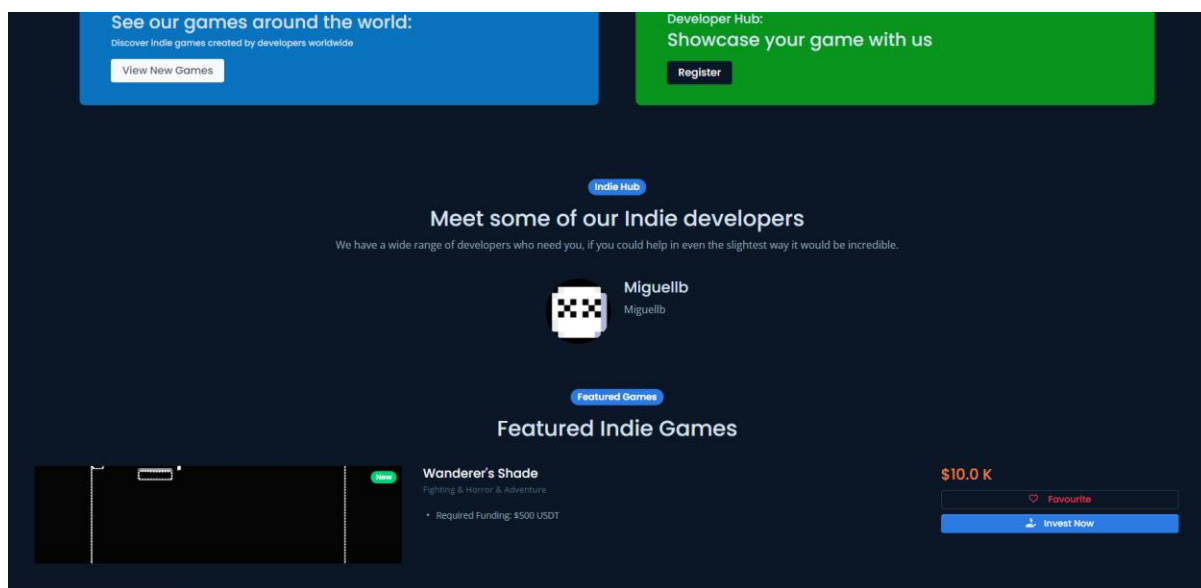 See our games around the world:
Discover indie games created by developers worldwide
View New Games
Developer Hub:
Showcase your game with us
Register
Indie Hub
Meet some of our Indie developers
We have a wide range of developers who need you, if you could help in even the slightest way it would be incredible.
Miguellb
Miguellb
Featured Games
Featured Indie Games
New
Wanderer's Shade
Fighting & Horror & Adventure
• Required Funding: $500 USDT
$10.0 K
Favourite
Invest Now